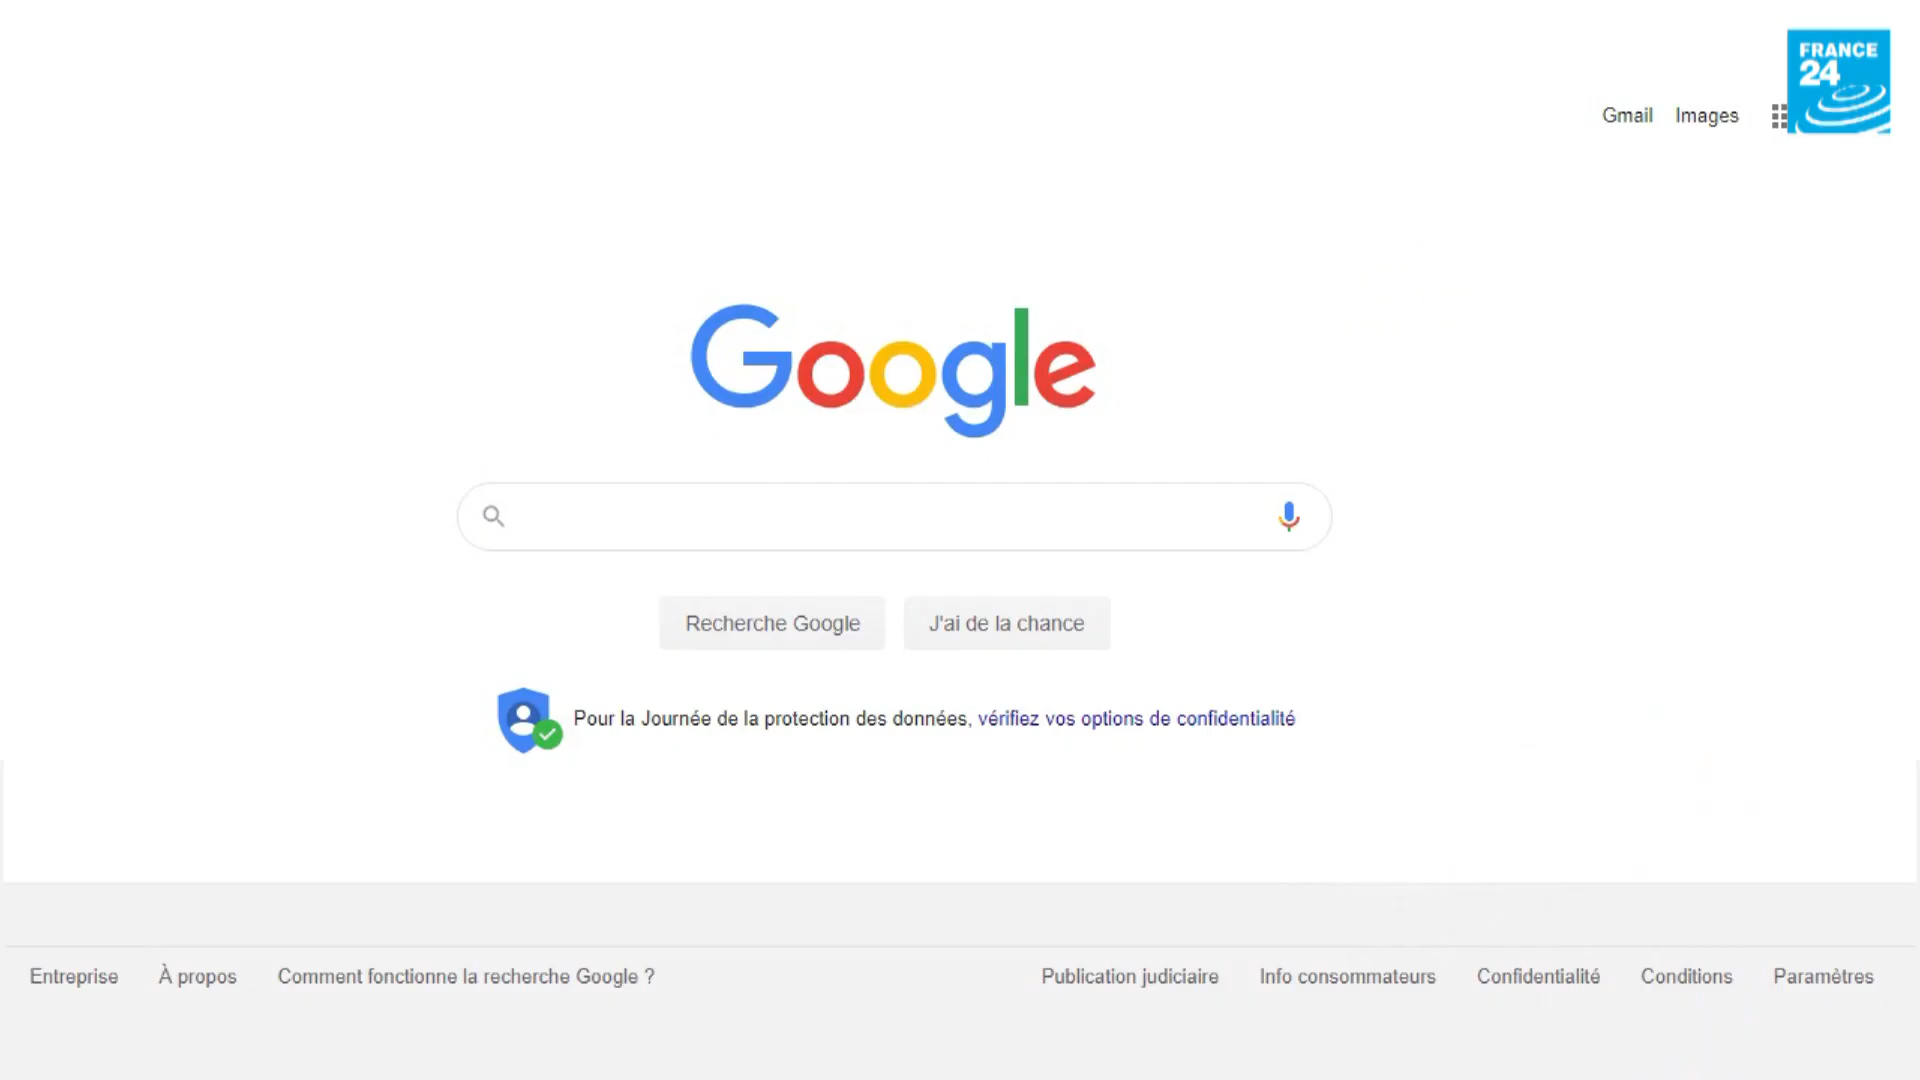 FRANCE
24
Gmail Images
Google
Recherche Google J'ai de la chance
Pour la Journée de la protection des données, vérifiez vos options de confidentialité
Entreprise À propos Comment fonctionne la recherche Google ? Publication judiciaire Info consommateurs Confidentialité Conditions Paramètres